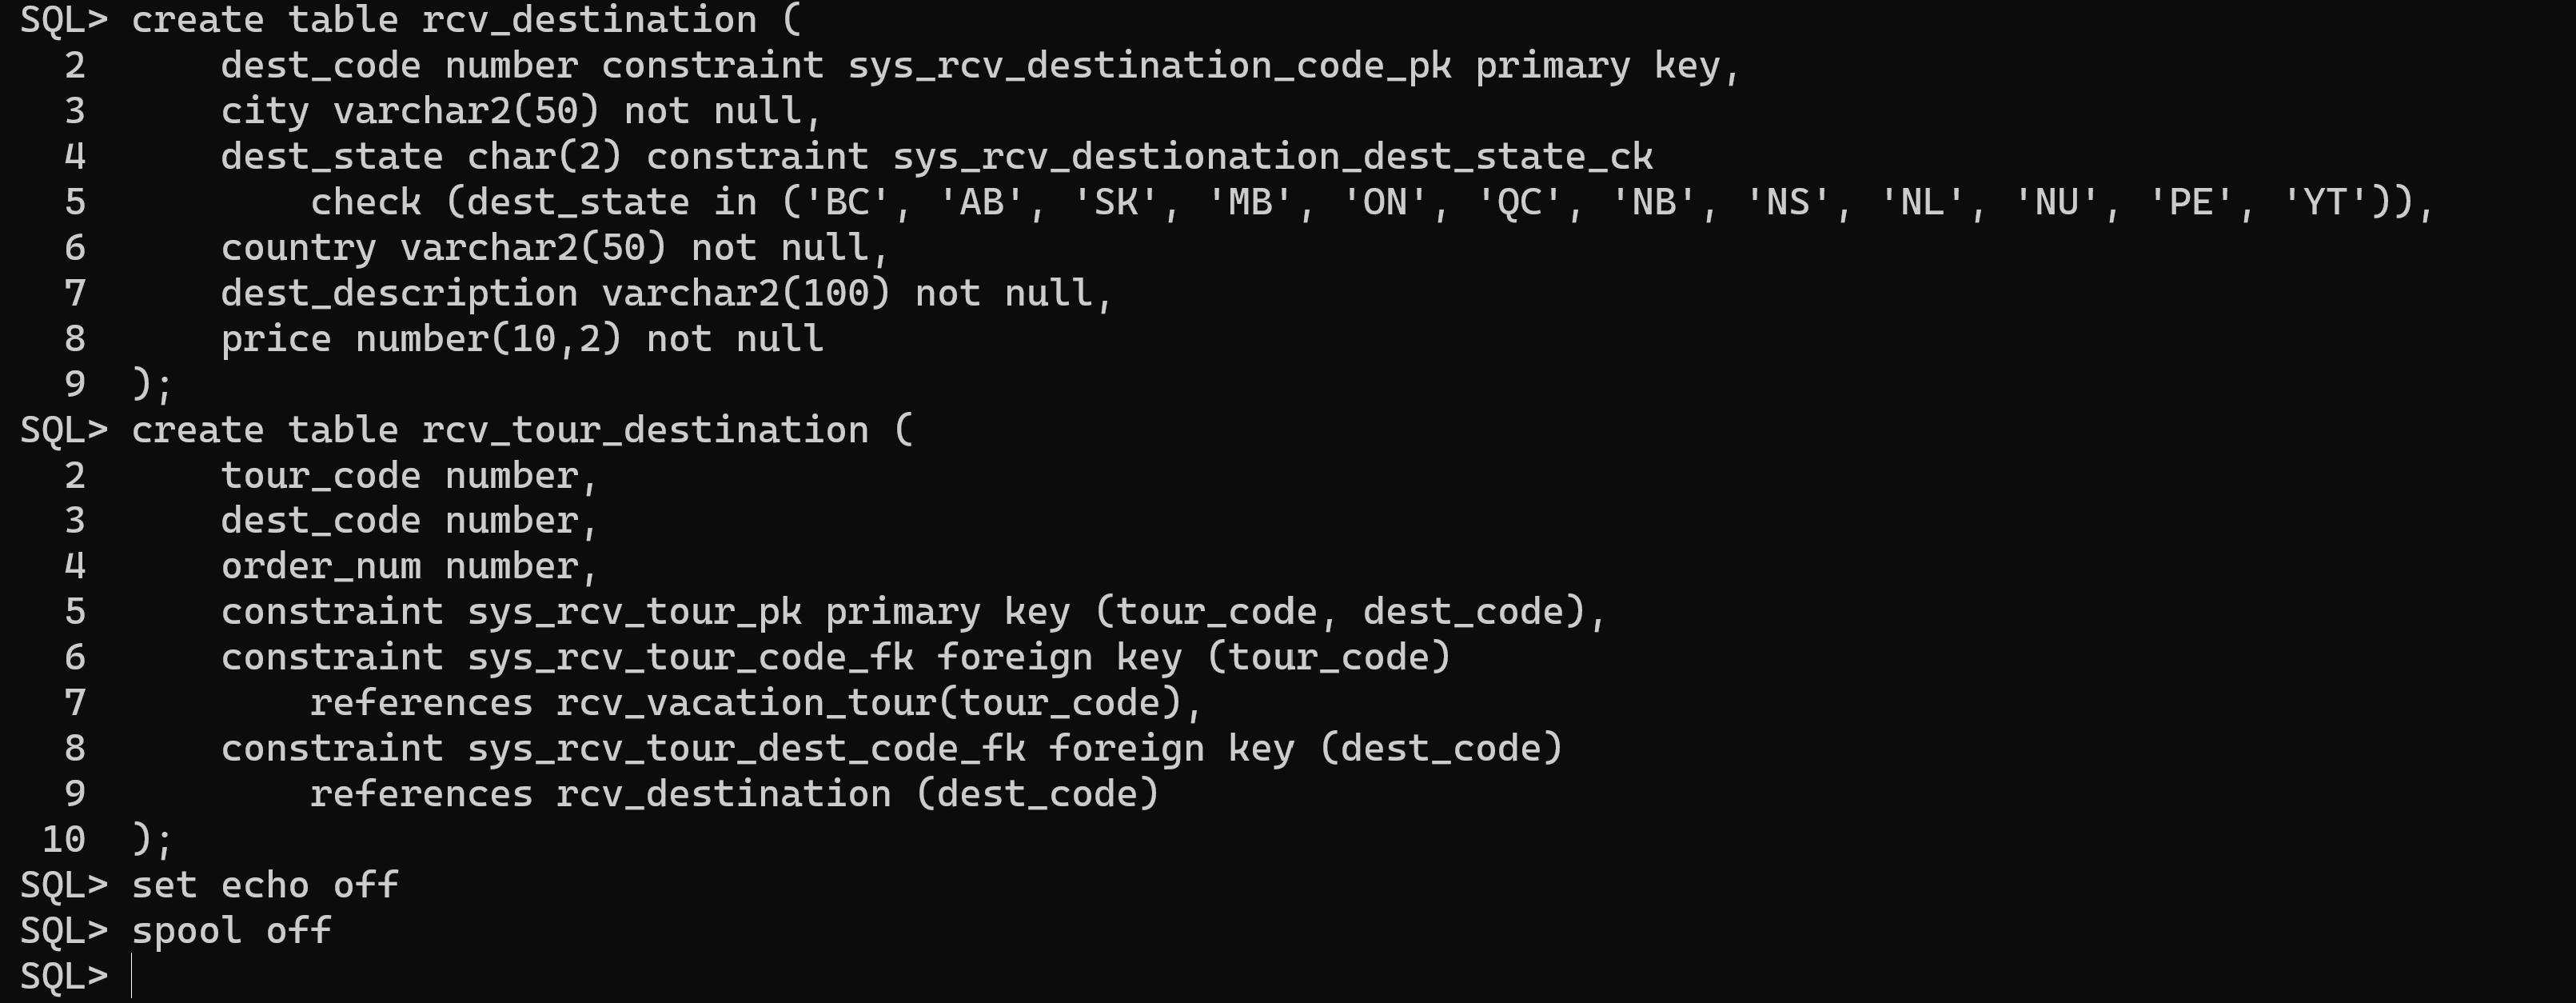 SQL> create table rcv_destination (
  2      dest_code number constraint sys_rcv_destination_code_pk primary key,
  3      city varchar2(50) not null,
  4      dest_state char(2) constraint sys_rcv_destionation_dest_state_ck
  5          check (dest_state in ('BC', 'AB', 'SK', 'MB', 'ON', 'QC', 'NB', 'NS', 'NL', 'NU', 'PE', 'YT')),
  6      country varchar2(50) not null,
  7      dest_description varchar2(100) not null,
  8      price number(10,2) not null
  9  );
SQL> create table rcv_tour_destination (
  2      tour_code number,
  3      dest_code number,
  4      order_num number,
  5      constraint sys_rcv_tour_pk primary key (tour_code, dest_code),
  6      constraint sys_rcv_tour_code_fk foreign key (tour_code)
  7          references rcv_vacation_tour(tour_code),
  8      constraint sys_rcv_tour_dest_code_fk foreign key (dest_code)
  9          references rcv_destination (dest_code)
 10  );
SQL> set echo off
SQL> spool off
SQL>